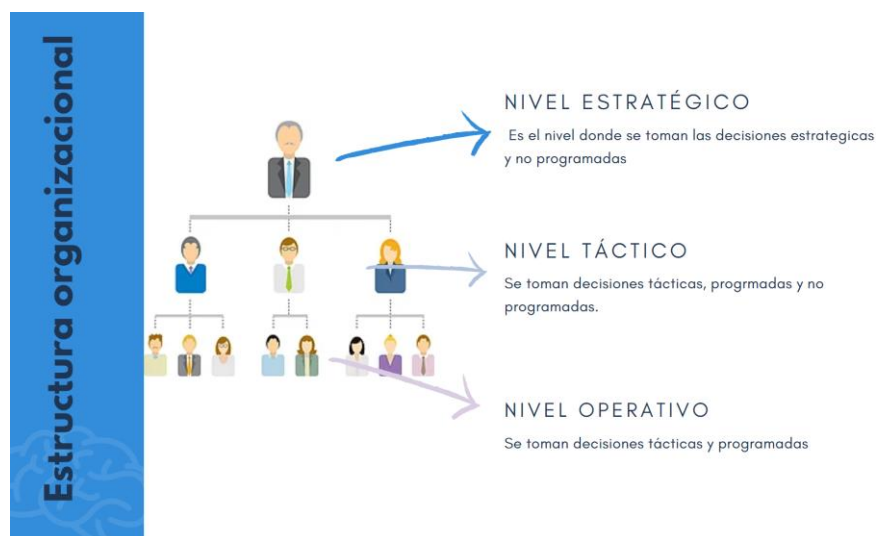 Estructura organizacional
NIVEL ESTRATÉGICO
Es el nivel donde se toman las decisiones estrategicas
y no programadas
NIVEL TÁCTICO
Se toman decisiones tácticas, progrmadas y no
programadas.
NIVEL OPERATIVO
Se toman decisiones tácticas y programadas